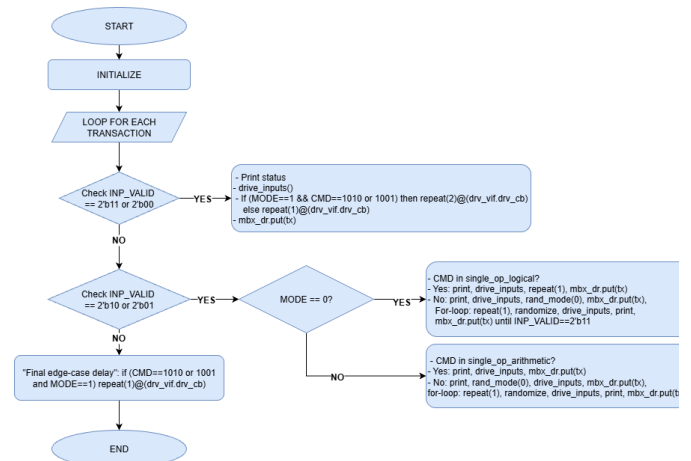 START
INITIALIZE
LOOP FOR EACH
TRANSACTION
Check INP_VALID
== 2'b11 or 2'b00
YES
- Print status
- drive_inputs()
- If (MODE==1 && CMD==1010 or 1001) then repeat(2)@(drv_vif.drv_cb)
else repeat(1)@(drv_vif.drv_cb)
- mbx_dr.put(tx)
NO
Check INP_VALID
== 2'b10 or 2'b01
YES
MODE == 0?
YES
- CMD in single_op_logical?
- Yes: print, drive_inputs, repeat(1), mbx_dr.put(tx)
- No: print, drive_inputs, rand_mode(0), mbx_dr.put(tx),
For-loop: repeat(1), randomize, drive_inputs, print,
mbx_dr.put(tx) until INP_VALID==2'b11
NO
- CMD in single_op_arithmetic?
- Yes: print, drive_inputs, mbx_dr.put(tx)
- No: print, rand_mode(0), drive_inputs, mbx_dr.put(tx),
for-loop: repeat(1), randomize, drive_inputs, print, mbx_dr.put(t
NO
"Final edge-case delay": if (CMD==1010 or 1001
and MODE==1) repeat(1)@(drv_vif.drv_cb)
END